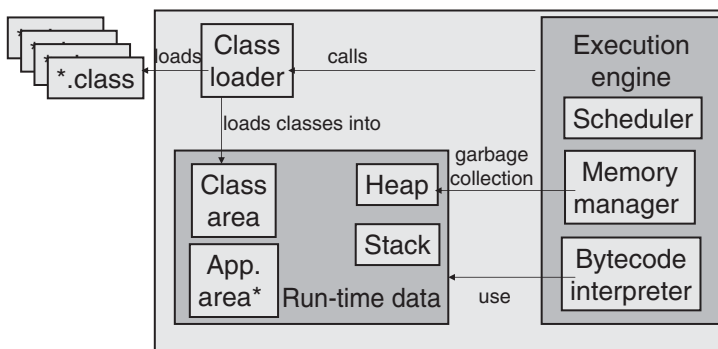 *.class
loads
Class
loader
calls
loads classes into
Class
area
App.
area*
Heap
Stack
Run-time data
garbage
collection
use
Execution
engine
Scheduler
Memory
manager
Bytecode
interpreter